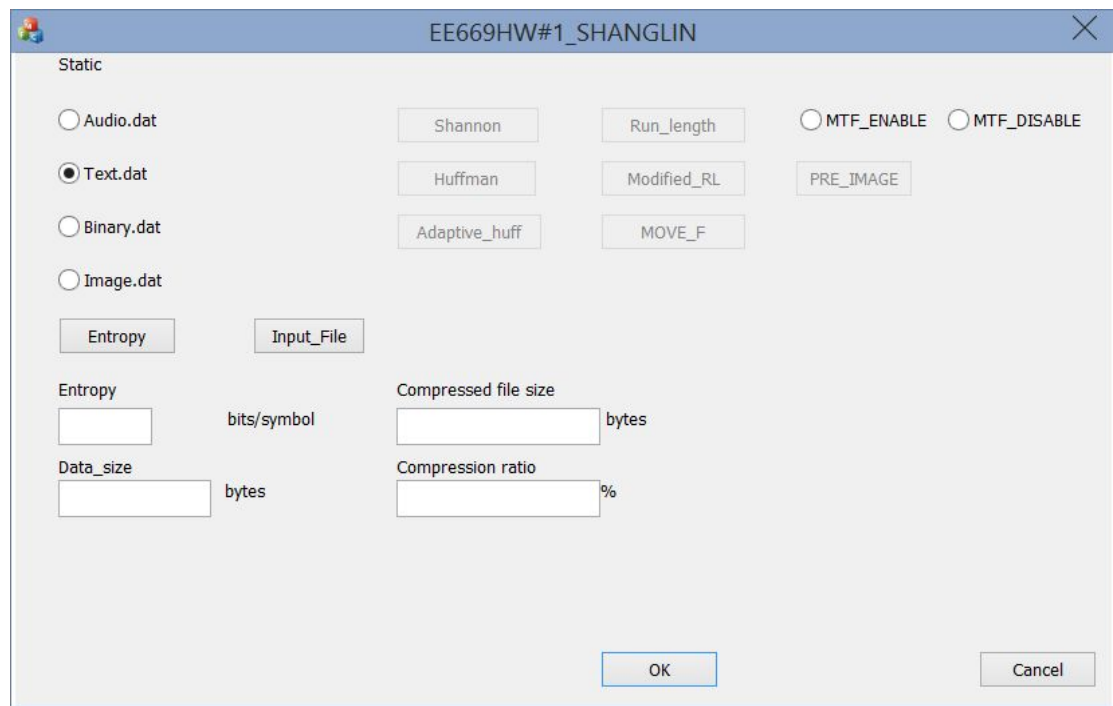 EE669HW#1_SHANGLIN
Static
Audio.dat Shannon Run_length MTF_ENABLE MTF_DISABLE
Text.dat Huffman Modified_RL PRE_IMAGE
Binary.dat Adaptive_huff MOVE_F
Image.dat
Entropy Input_File
Entropy Compressed file size
bits/symbol bytes
Data_size Compression ratio
bytes %
OK Cancel